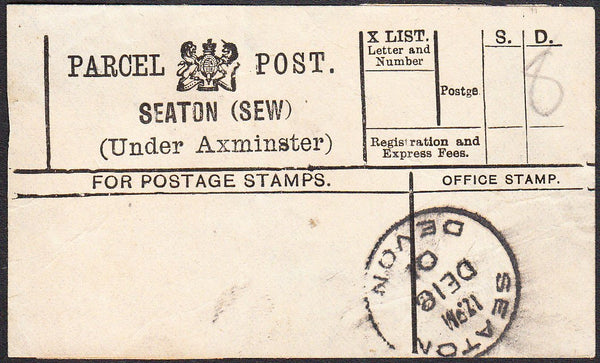 PARCEL POST.
SEATON (SEW)
(Under Axminster)
X LIST.
Letter and
Number
Postge
Registration and
Express Fees.
S. D.
8
FOR POSTAGE STAMPS.
OFFICE STAMP.
SEATON
DEVON
12.PM
DE 18
01